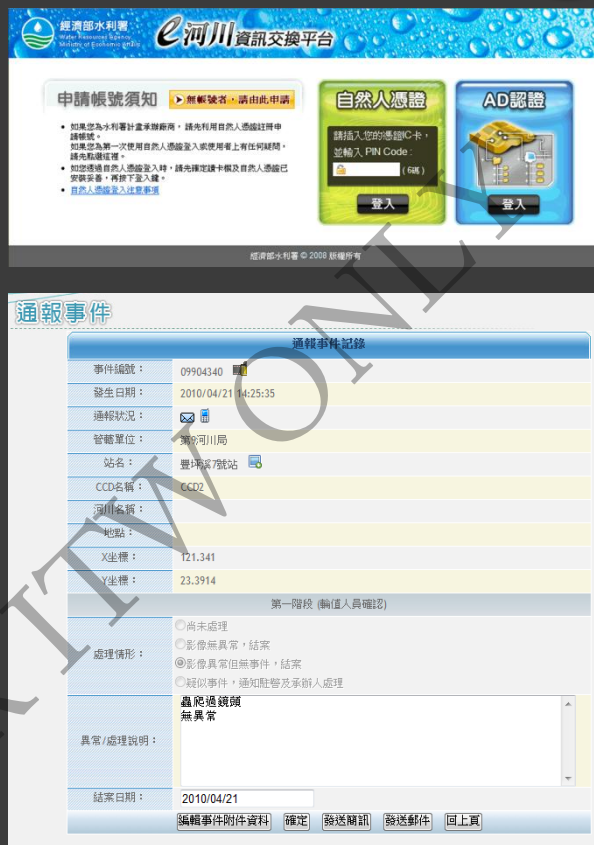 經濟部水利署
Water Resources Agency
Ministry of Economic Affairs
e河川資訊交換平台
申請帳號須知
無帳號者,請由此申請
如果您為水利署計畫承辦廠商,請先利用自然人憑證註冊申
請帳號。
如果您為第一次使用自然人憑證登入或使用者上有任何疑問,
請先點選這裡。
如您透過自然人憑證登入時,請先確定讀卡機及自然人憑證已
安裝妥善,再按下登入鍵。
自然人憑證登入注意事項
自然人憑證
請插入您的憑證IC卡,
並輸入 PIN Code :
(6碼)
登入
AD認證
登入
經濟部水利署 © 2008 版權所有
通報事件
通報事件記錄
事件編號: 09904340
發生日期: 2010/04/21 14:25:35
通報狀況:
管轄單位: 第9河川局
站名: 豐坪溪7號站
CCD名稱: CCD2
河川名稱:
地點:
X坐標: 121.341
Y坐標: 23.3914
第一階段 (輪值人員確認)
處理情形:
尚未處理
影像無異常,結案
影像異常但無事件,結案
疑似事件,通知駐警及承辦人處理
異常/處理說明:
蟲爬過鏡頭
無異常
結案日期: 2010/04/21
編輯事件附件資料 確定 發送簡訊 發送郵件 回上頁
ITW ONLY